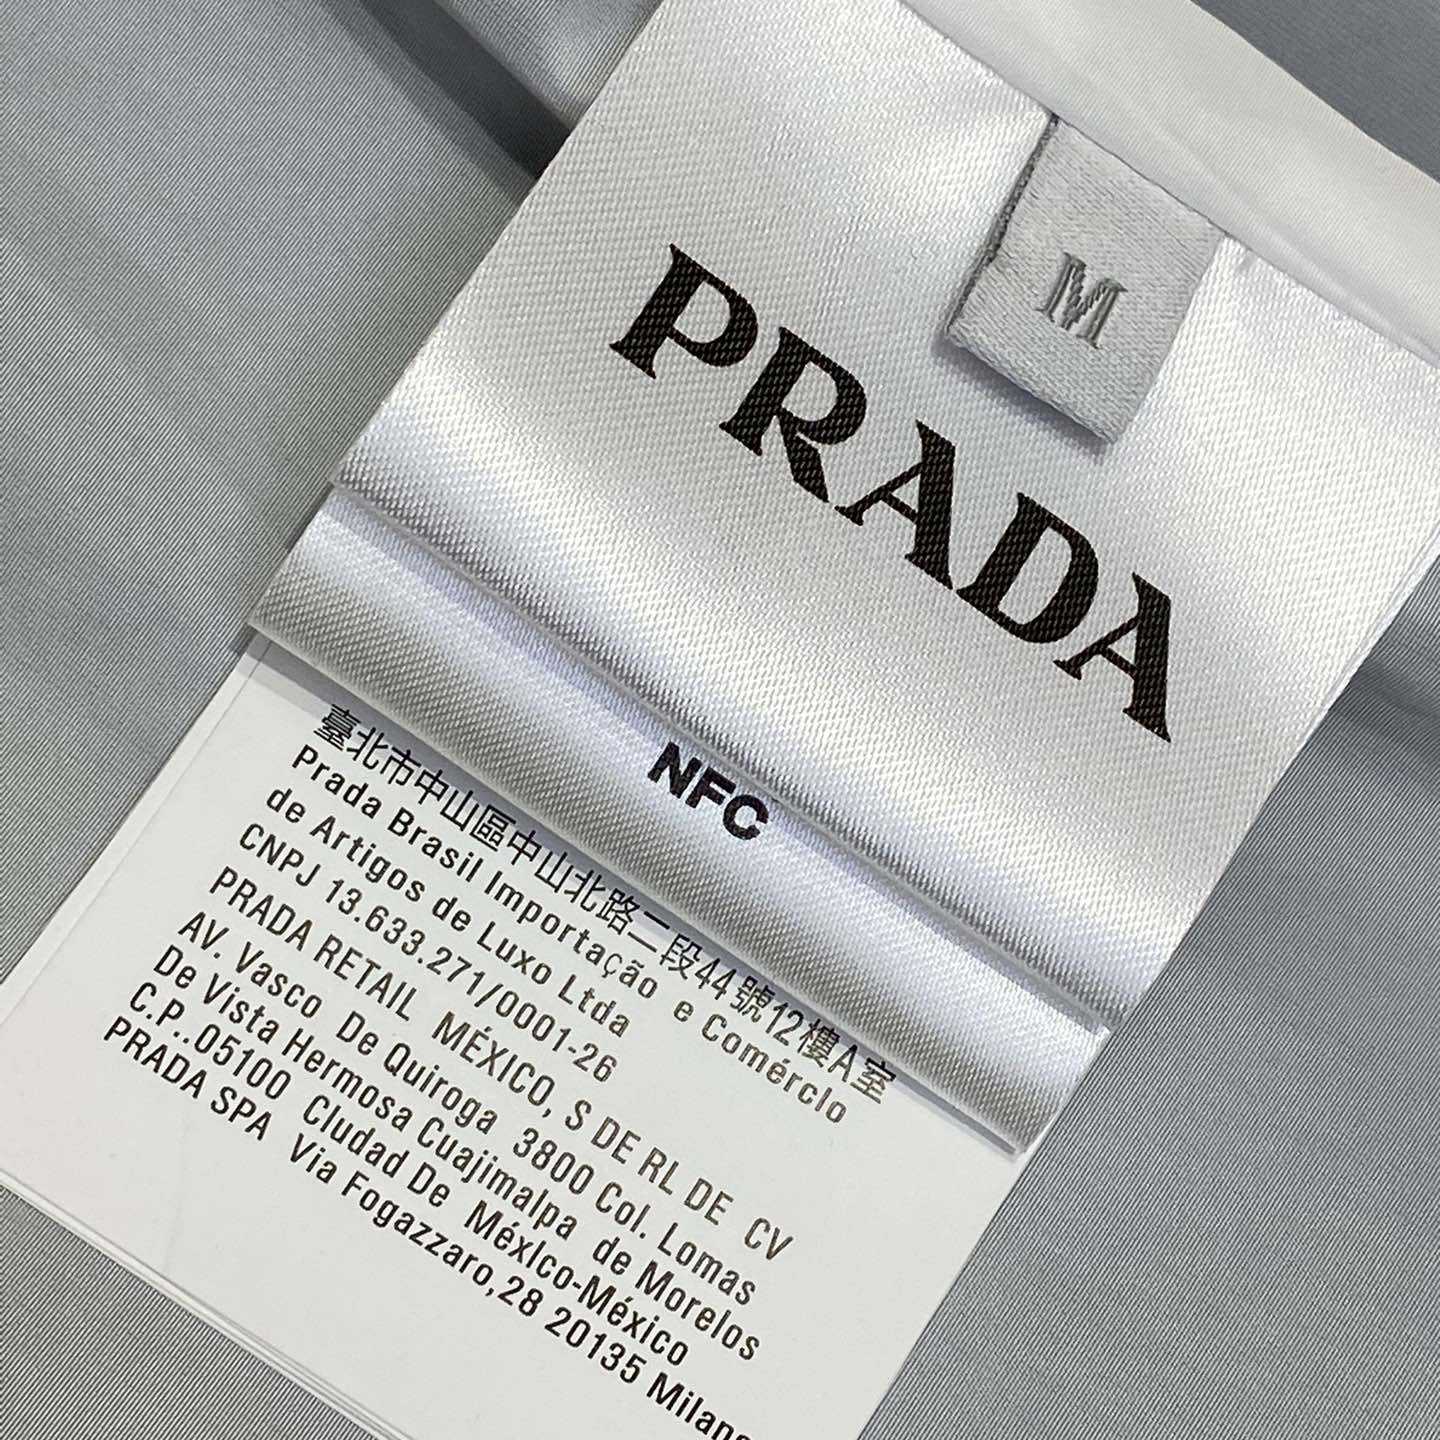 M
PRADA
NFC
臺北市中山區中山北路二段44號12樓A室
Prada Brasil Importação e Comércio
de Artigos de Luxo Ltda
CNPJ 13.633.271/0001-26
PRADA RETAIL MÉXICO, S DE RL DE CV
AV. Vasco De Quiroga 3800 Col. Lomas
De Vista Hermosa Cuajimalpa de Morelos
C.P..05100 Ciudad De México-México
PRADA SPA Via Fogazzaro,28 20135 Milano